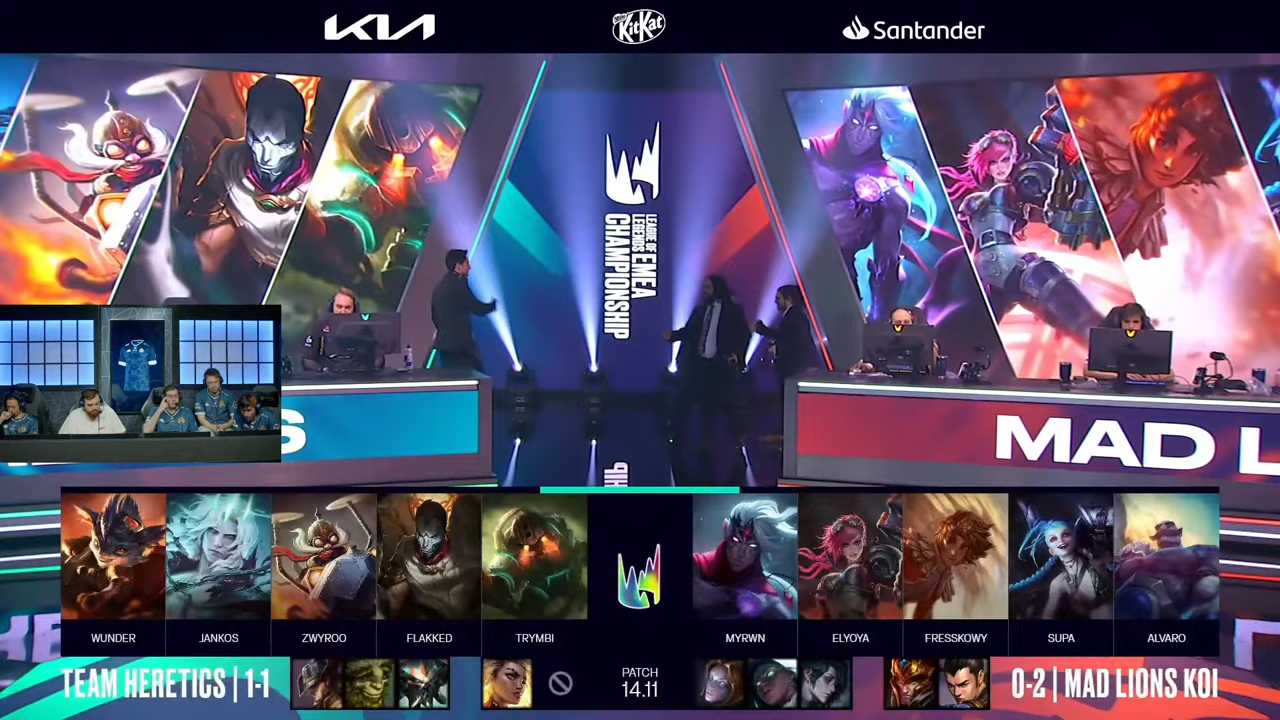 KIA
Nestlé KitKat
Santander
LEAGUE OF
LEGENDS EMEA
CHAMPIONSHIP
S
MAD L
WUNDER
JANKOS
ZWYROO
FLAKKED
TRYMBI
MYRWN
ELYOYA
FRESSKOWY
SUPA
ALVARO
TEAM HERETICS | 1-1
PATCH
14.11
0-2 | MAD LIONS KOI